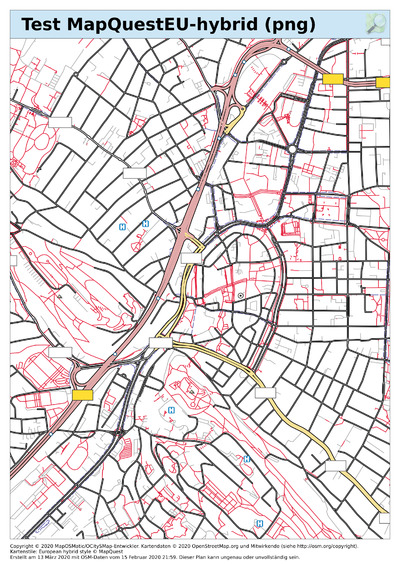 Test MapQuestEU-hybrid (png)
H
H
H
H
H
Copyright © 2020 MapOSMatic/OCitySMap-Entwickler. Kartendaten © 2020 OpenStreetMap.org und Mitwirkende (siehe http://osm.org/copyright).
Kartenstile: European hybrid style © MapQuest
Erstellt am 13 März 2020 mit OSM-Daten vom 15 Februar 2020 21:59. Dieser Plan kann ungenau oder unvollständig sein.